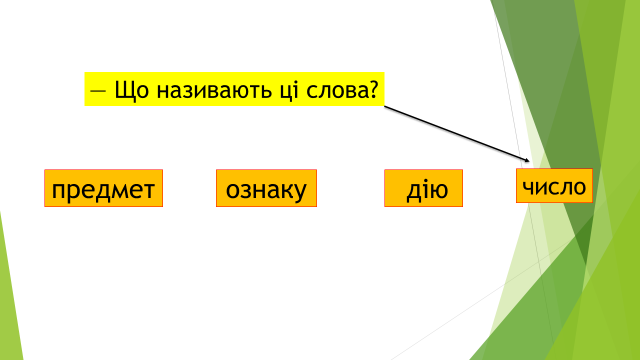 — Що називають ці слова?
предмет ознаку дію число